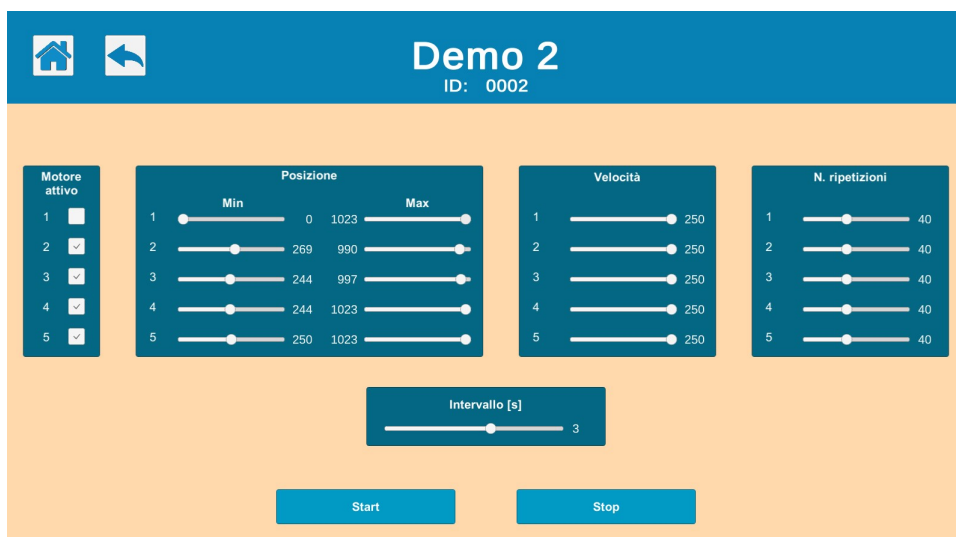 Demo 2
ID: 0002
Motore
attivo
1
2
3
4
5
Posizione
Min Max
1 0 1023
2 269 990
3 244 997
4 244 1023
5 250 1023
Velocità
1 250
2 250
3 250
4 250
5 250
N. ripetizioni
1 40
2 40
3 40
4 40
5 40
Intervallo [s]
3
Start
Stop